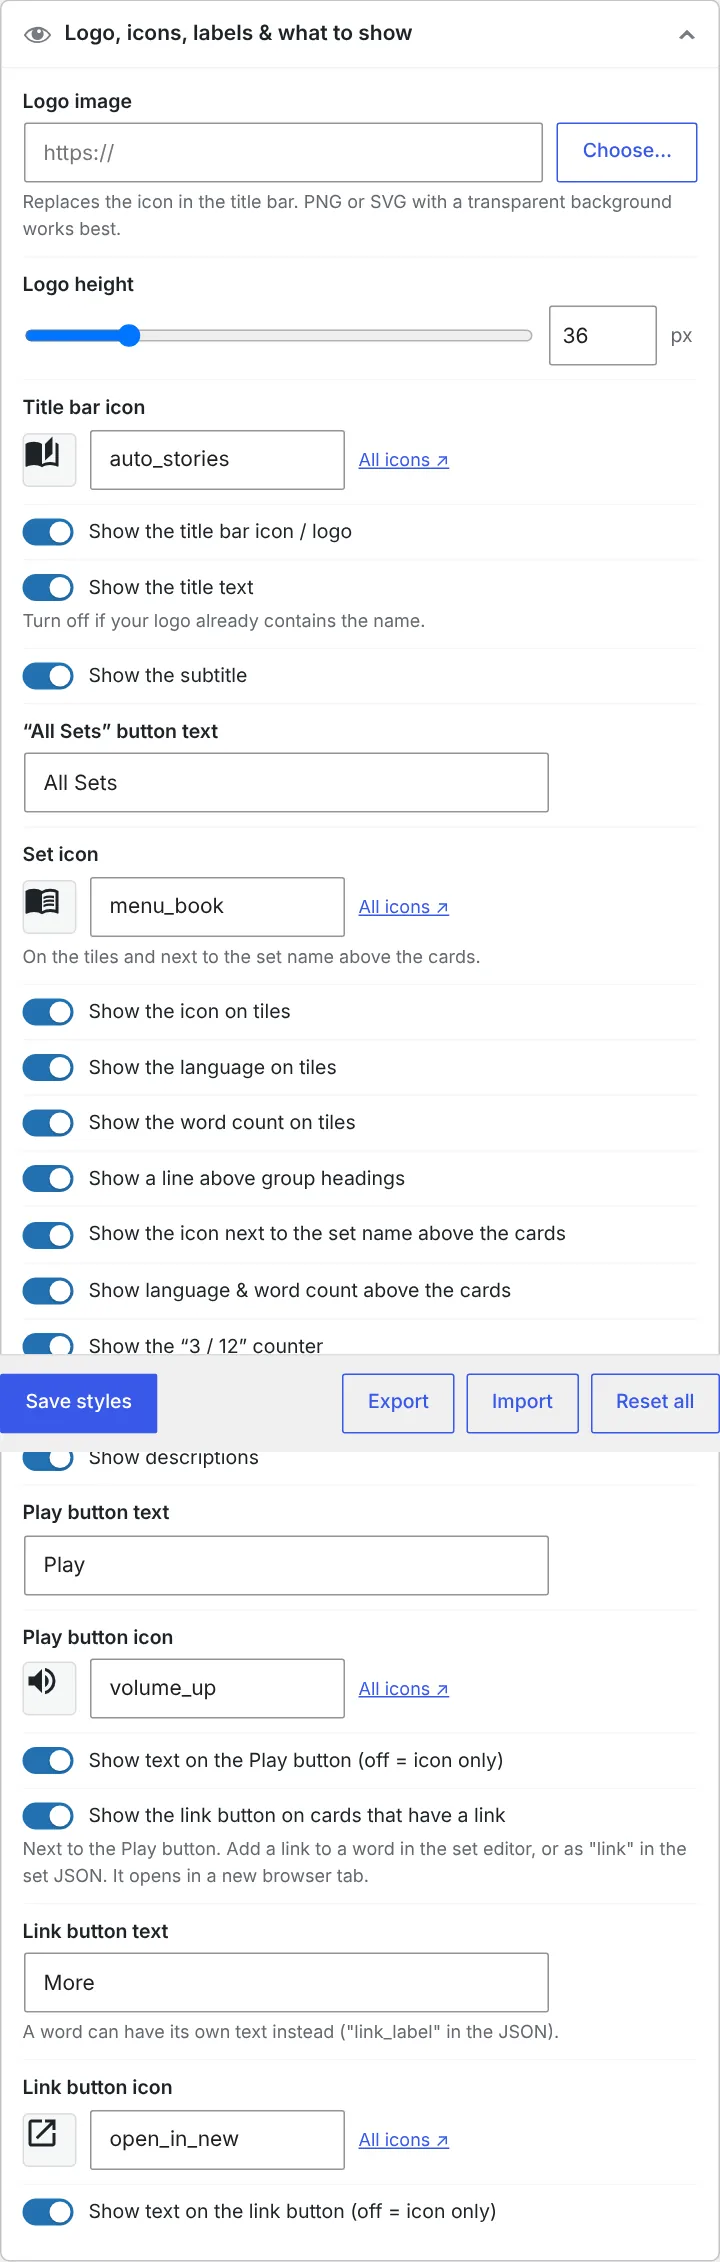 Logo, icons, labels & what to show
Logo image
https://
Choose...
Replaces the icon in the title bar. PNG or SVG with a transparent background
works best.
Logo height
36
px
Title bar icon
auto_stories
All icons ↗
Show the title bar icon / logo
Show the title text
Turn off if your logo already contains the name.
Show the subtitle
“All Sets” button text
All Sets
Set icon
menu_book
All icons ↗
On the tiles and next to the set name above the cards.
Show the icon on tiles
Show the language on tiles
Show the word count on tiles
Show a line above group headings
Show the icon next to the set name above the cards
Show language & word count above the cards
Show the “3 / 12” counter
Save styles
Export
Import
Reset all
Show descriptions
Play button text
Play
Play button icon
volume_up
All icons ↗
Show text on the Play button (off = icon only)
Show the link button on cards that have a link
Next to the Play button. Add a link to a word in the set editor, or as "link" in the
set JSON. It opens in a new browser tab.
Link button text
More
A word can have its own text instead ("link_label" in the JSON).
Link button icon
open_in_new
All icons ↗
Show text on the link button (off = icon only)